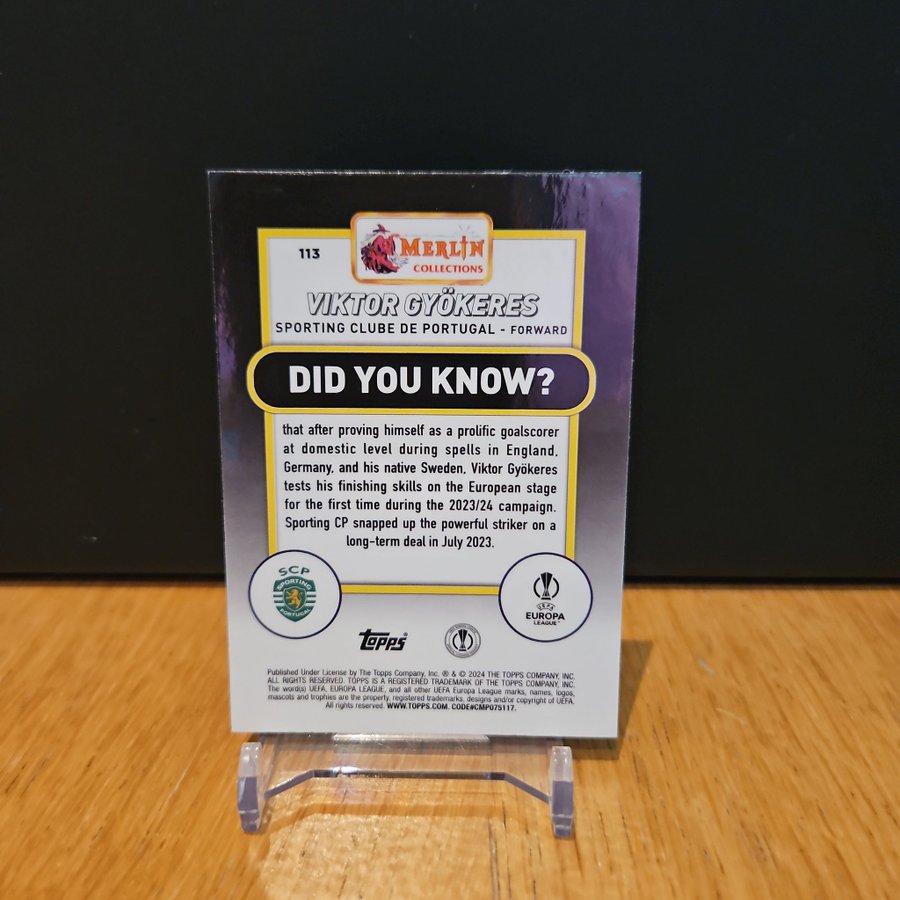 113
MERLIN
COLLECTIONS
VIKTOR GYÖKERES
SPORTING CLUBE DE PORTUGAL - FORWARD
DID YOU KNOW?
that after proving himself as a prolific goalscorer
at domestic level during spells in England,
Germany, and his native Sweden, Viktor Gyökeres
tests his finishing skills on the European stage
for the first time during the 2023/24 campaign.
Sporting CP snapped up the powerful striker on a
long-term deal in July 2023.
SCP
SPORTING
PORTUGAL
UEFA
EUROPA
LEAGUE™
topps®
Published Under License by The Topps Company, Inc. ® & © 2024 THE TOPPS COMPANY, INC.
ALL RIGHTS RESERVED. TOPPS IS A REGISTERED TRADEMARK OF THE TOPPS COMPANY, INC.
The word(s) UEFA, EUROPA LEAGUE, and all other UEFA Europa League marks, names, logos,
mascots and trophies are the property, registered trademarks, designs and/or copyright of UEFA.
All rights reserved. WWW.TOPPS.COM. CODE#CMP075117.